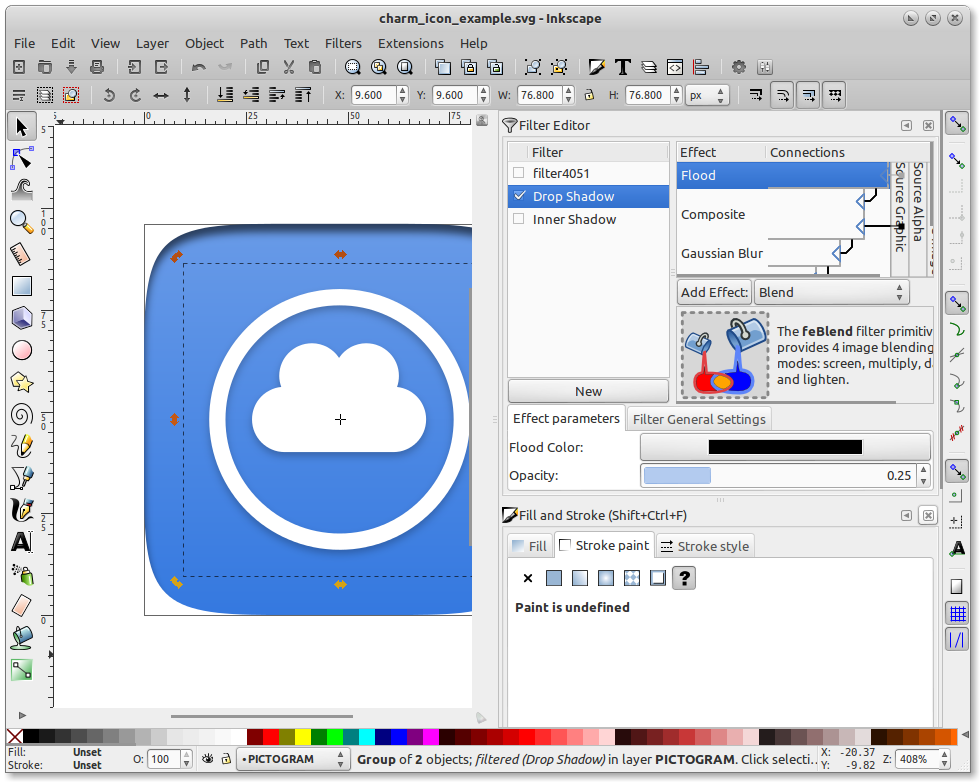 charm_icon_example.svg - Inkscape
File Edit View Layer Object Path Text Filters Extensions Help
X: 9.600 Y: 9.600 W: 76.800 H: 76.800 px
0 25 50 75
Filter Editor
Filter
filter4051
Drop Shadow
Inner Shadow
New
Effect Connections
Flood
Composite
Gaussian Blur
Source Graphic
Source Alpha
Add Effect: Blend
The feBlend filter primitiv
provides 4 image blending
modes: screen, multiply, d
and lighten.
Effect parameters Filter General Settings
Flood Color:
Opacity: 0.25
Fill and Stroke (Shift+Ctrl+F)
Fill Stroke paint Stroke style
?
Paint is undefined
Fill: Unset
Stroke: Unset
O: 100
•PICTOGRAM
Group of 2 objects; filtered (Drop Shadow) in layer PICTOGRAM. Click selecti..
X: -20.37
Y: -9.82
Z: 408%